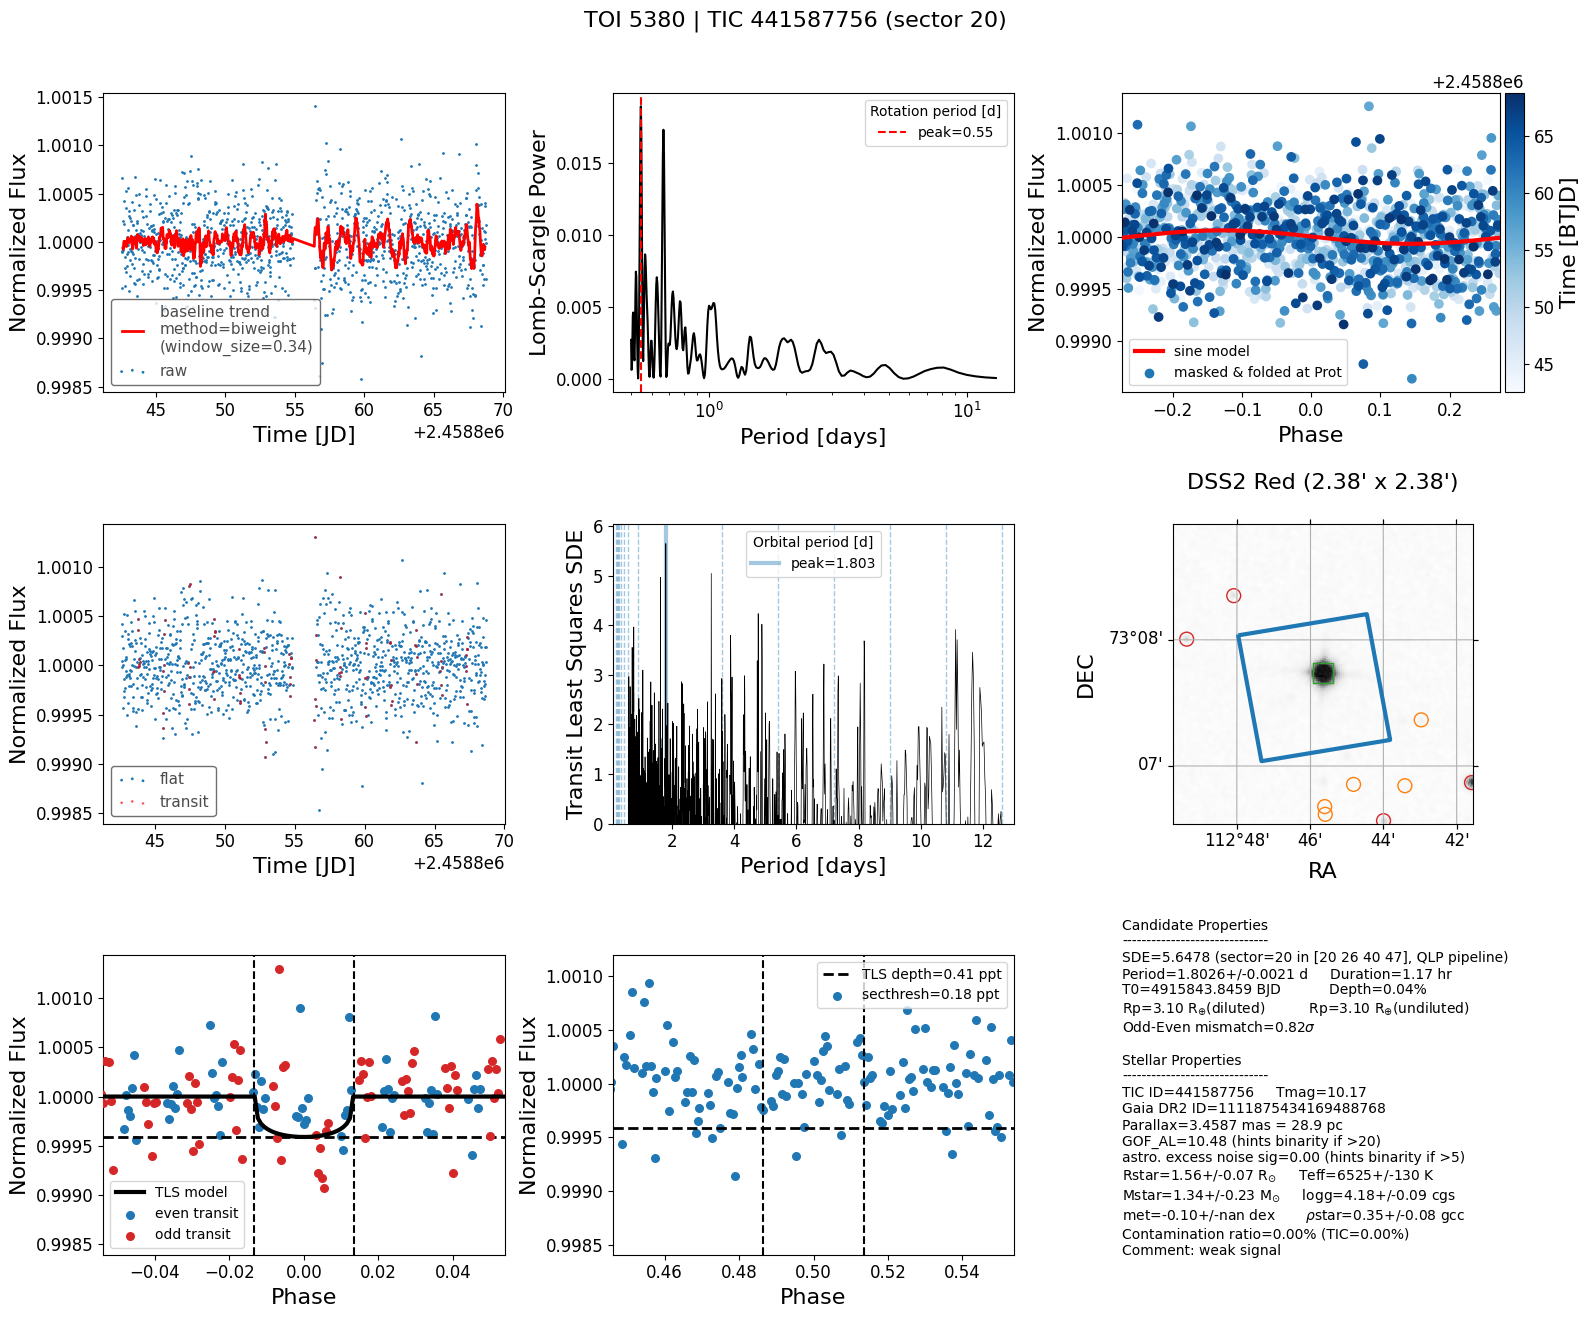 TOI 5380 | TIC 441587756 (sector 20)
Normalized Flux
1.0015
1.0010
1.0005
1.0000
0.9995
0.9990
0.9985
baseline trend
method=biweight
(window_size=0.34)
raw
45 50 55 60 65 70
Time [JD]
+2.4588e6
Lomb-Scargle Power
0.015
0.010
0.005
0.000
Rotation period [d]
peak=0.55
10⁰ 10¹
Period [days]
Normalized Flux
1.0010
1.0005
1.0000
0.9995
0.9990
sine model
masked & folded at Prot
−0.2 −0.1 0.0 0.1 0.2
Phase
+2.4588e6
65
60
55
50
45
Time [BTJD]
Normalized Flux
1.0010
1.0005
1.0000
0.9995
0.9990
0.9985
flat
transit
45 50 55 60 65 70
Time [JD]
+2.4588e6
Transit Least Squares SDE
6
5
4
3
2
1
0
Orbital period [d]
peak=1.803
2 4 6 8 10 12
Period [days]
DSS2 Red (2.38' x 2.38')
DEC
73°08'
07'
112°48' 46' 44' 42'
RA
Normalized Flux
1.0010
1.0005
1.0000
0.9995
0.9990
0.9985
TLS model
even transit
odd transit
−0.04 −0.02 0.00 0.02 0.04
Phase
Normalized Flux
1.0010
1.0005
1.0000
0.9995
0.9990
0.9985
TLS depth=0.41 ppt
secthresh=0.18 ppt
0.46 0.48 0.50 0.52 0.54
Phase
Candidate Properties
------------------------------
SDE=5.6478 (sector=20 in [20 26 40 47], QLP pipeline)
Period=1.8026+/-0.0021 d Duration=1.17 hr
T0=4915843.8459 BJD Depth=0.04%
Rp=3.10 R⊕(diluted) Rp=3.10 R⊕(undiluted)
Odd-Even mismatch=0.82σ
Stellar Properties
------------------------------
TIC ID=441587756 Tmag=10.17
Gaia DR2 ID=1111875434169488768
Parallax=3.4587 mas = 28.9 pc
GOF_AL=10.48 (hints binarity if >20)
astro. excess noise sig=0.00 (hints binarity if >5)
Rstar=1.56+/-0.07 R⊙ Teff=6525+/-130 K
Mstar=1.34+/-0.23 M⊙ logg=4.18+/-0.09 cgs
met=-0.10+/-nan dex ρstar=0.35+/-0.08 gcc
Contamination ratio=0.00% (TIC=0.00%)
Comment: weak signal